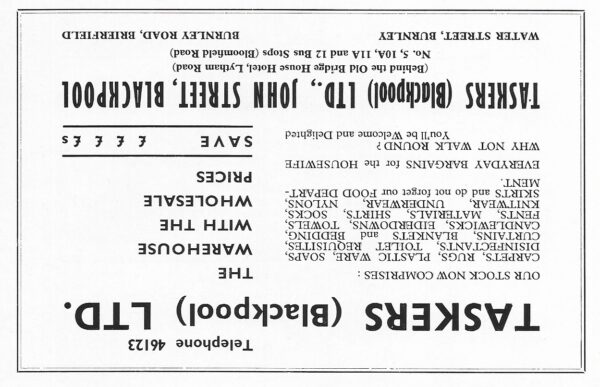 Telephone 46123
TASKERS (Blackpool) LTD.
OUR STOCK NOW COMPRISES :
CARPETS, RUGS, PLASTIC WARE, SOAPS,
DISINFECTANTS, TOILET REQUISITES,
CURTAINS, BLANKETS and BEDDING,
CANDLEWICKS, EIDERDOWNS, TOWELS,
FENTS, MATERIALS, SHIRTS, SOCKS,
KNITWEAR, UNDERWEAR, NYLONS,
SKIRTS and do not forget our FOOD DEPART-
MENT.
EVERYDAY BARGAINS for the HOUSEWIFE
WHY NOT WALK ROUND?
You'll be Welcome and Delighted
THE
WAREHOUSE
WITH THE
WHOLESALE
PRICES
SAVE £ £ £ £ £s
TASKERS (Blackpool) LTD., JOHN STREET, BLACKPOOL
(Behind the Old Bridge House Hotel, Lytham Road)
No. 5, 10A, 11A and 12 Bus Stops (Bloomfield Road)
WATER STREET, BURNLEY
BURNLEY ROAD, BRIERFIELD